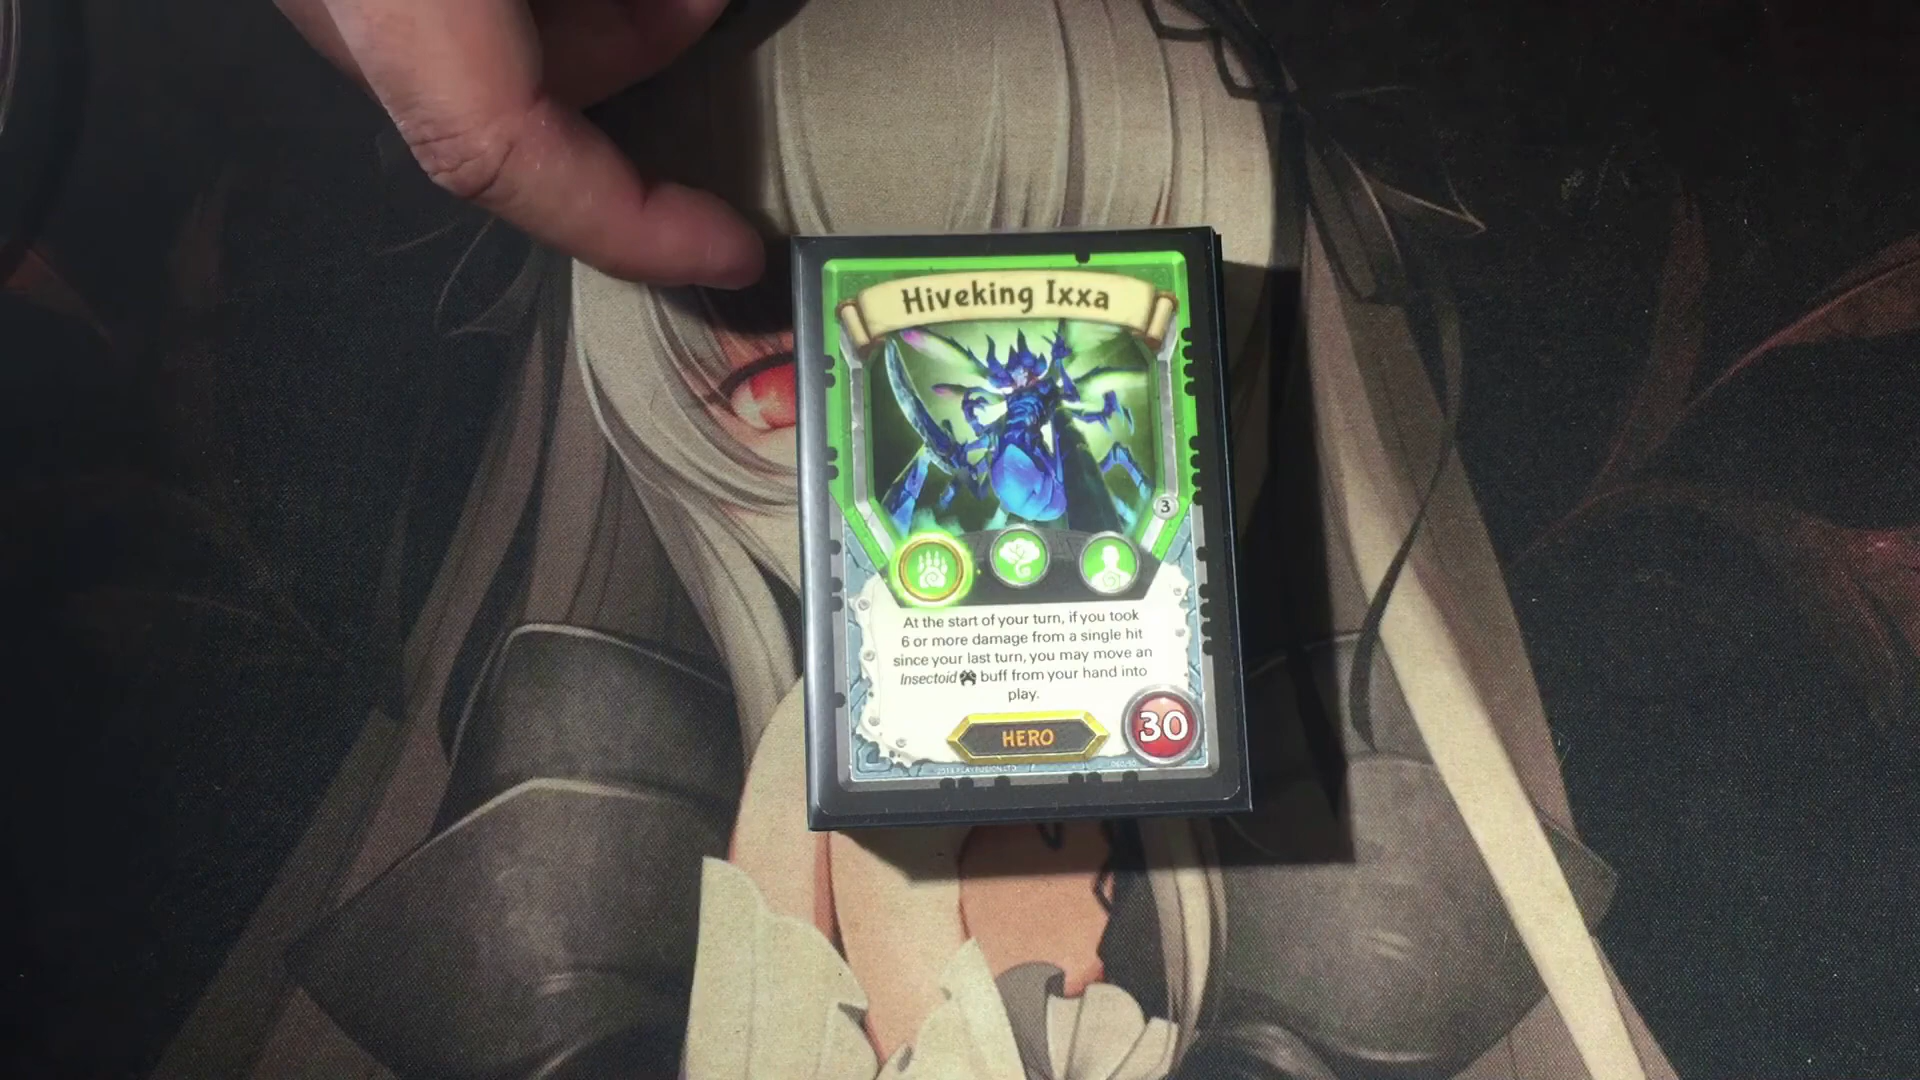 Hiveking Ixxa
3
At the start of your turn, if you took
6 or more damage from a single hit
since your last turn, you may move an
Insectoid buff from your hand into
play.
HERO
30